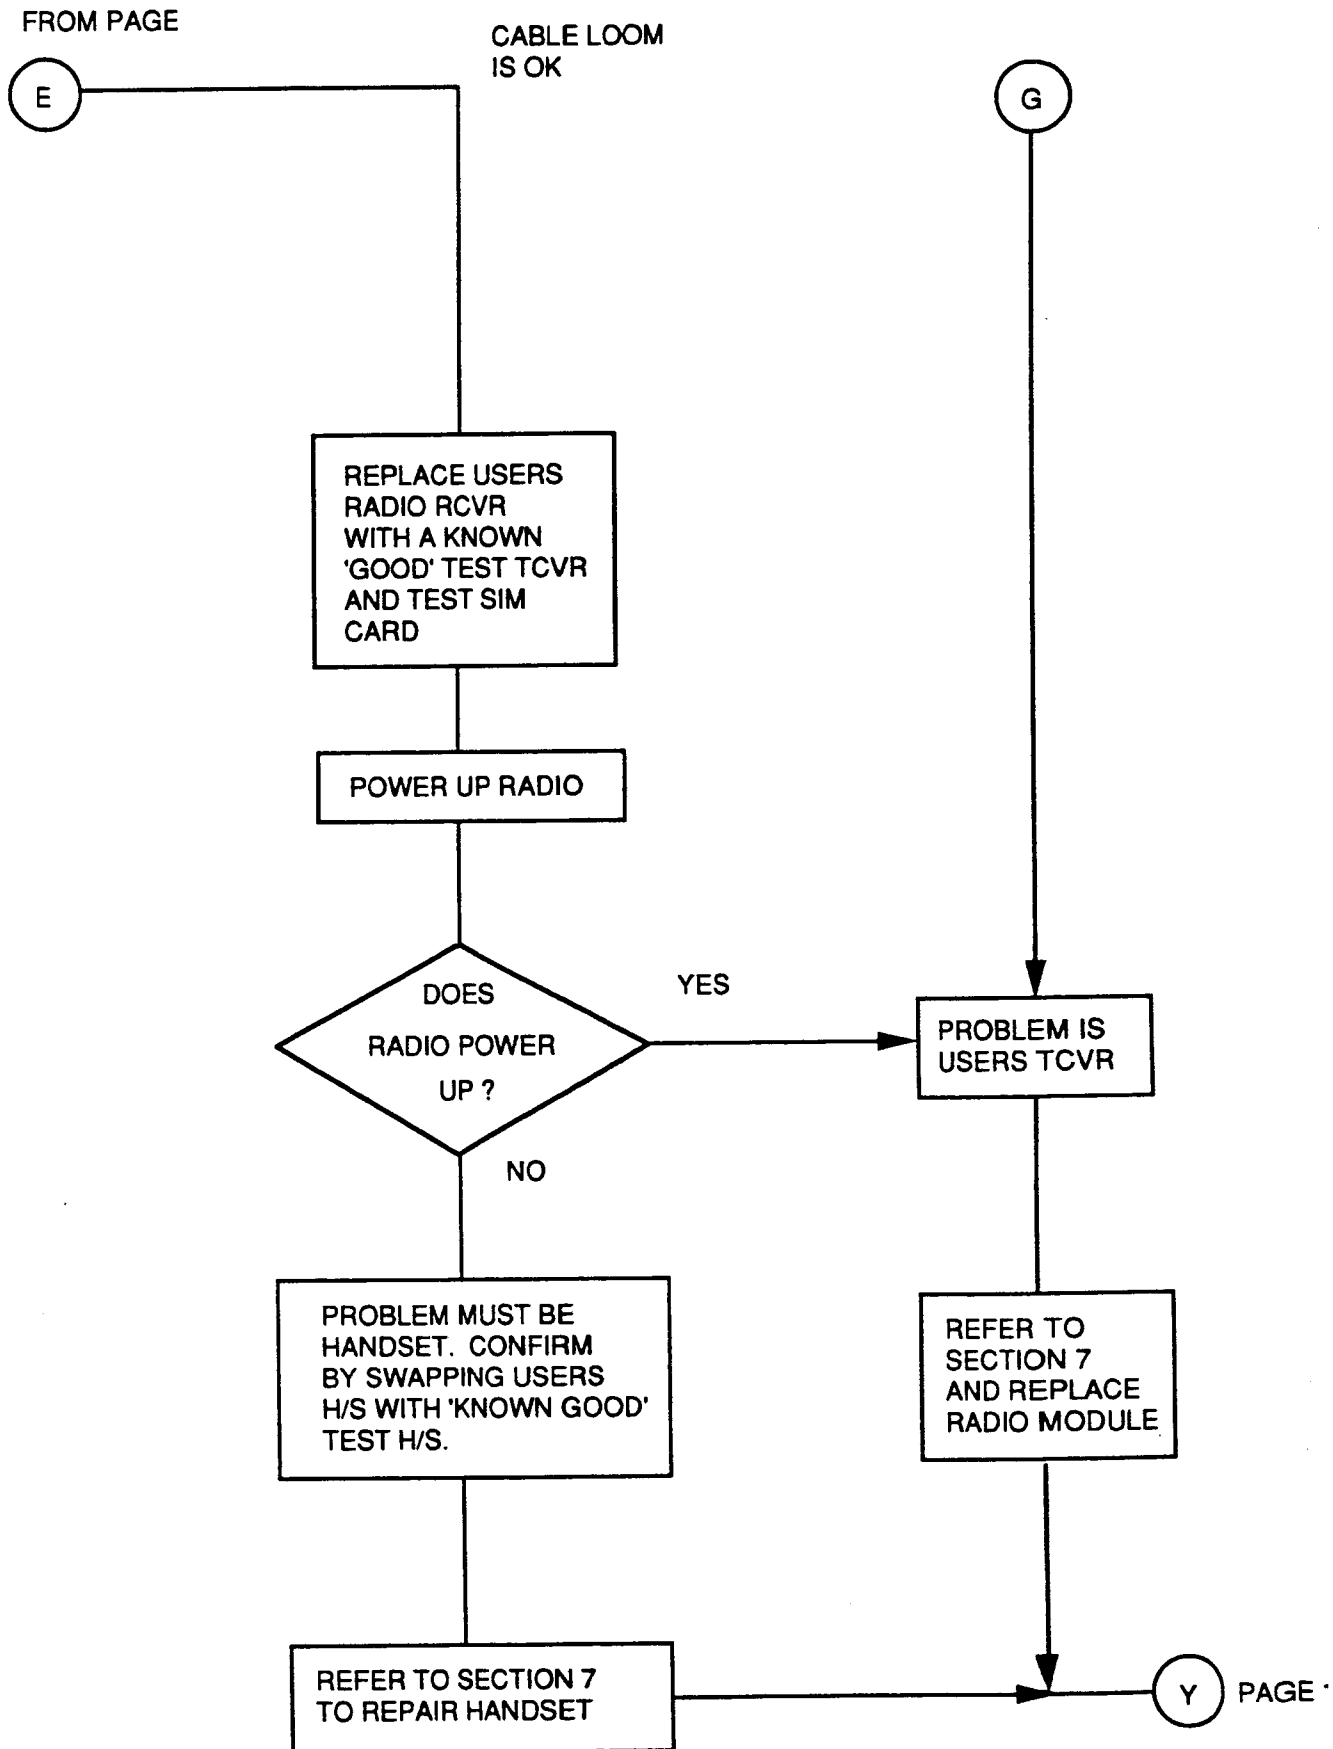 FROM PAGE
CABLE LOOM
IS OK
E
G
REPLACE USERS
RADIO RCVR
WITH A KNOWN
'GOOD' TEST TCVR
AND TEST SIM
CARD
POWER UP RADIO
DOES
RADIO POWER
UP ?
YES
PROBLEM IS
USERS TCVR
NO
PROBLEM MUST BE
HANDSET. CONFIRM
BY SWAPPING USERS
H/S WITH 'KNOWN GOOD'
TEST H/S.
REFER TO
SECTION 7
AND REPLACE
RADIO MODULE
REFER TO SECTION 7
TO REPAIR HANDSET
Y
PAGE